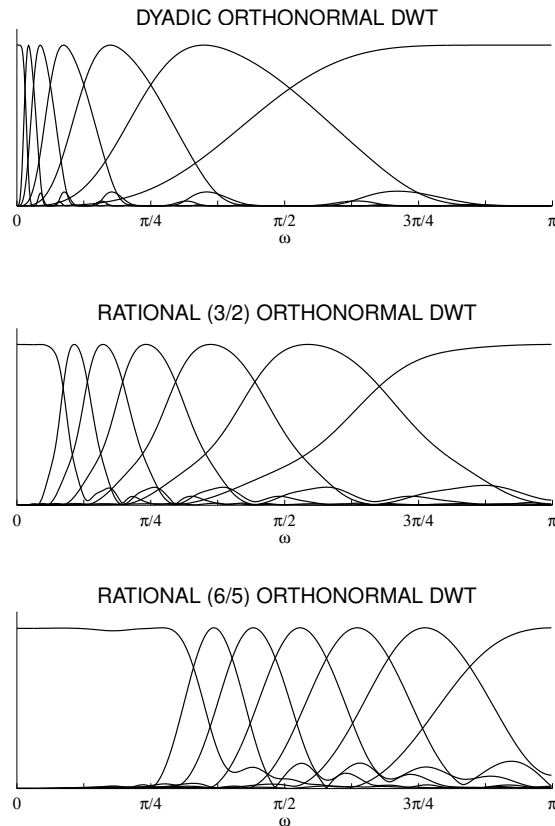 DYADIC ORTHONORMAL DWT
0 π/4 π/2 3π/4 π
ω
RATIONAL (3/2) ORTHONORMAL DWT
0 π/4 π/2 3π/4 π
ω
RATIONAL (6/5) ORTHONORMAL DWT
0 π/4 π/2 3π/4 π
ω